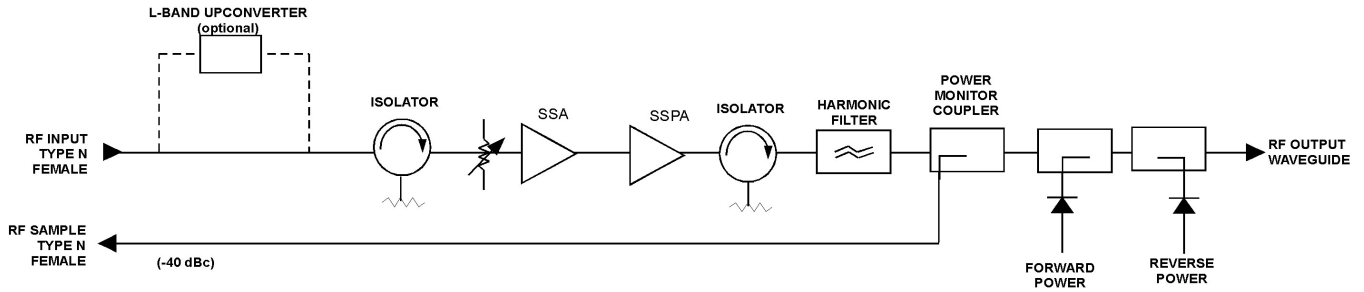 L-BAND UPCONVERTER
(optional)
RF INPUT
TYPE N
FEMALE
ISOLATOR
SSA
SSPA
ISOLATOR
HARMONIC
FILTER
POWER
MONITOR
COUPLER
RF OUTPUT
WAVEGUIDE
RF SAMPLE
TYPE N
FEMALE
(-40 dBc)
FORWARD
POWER
REVERSE
POWER